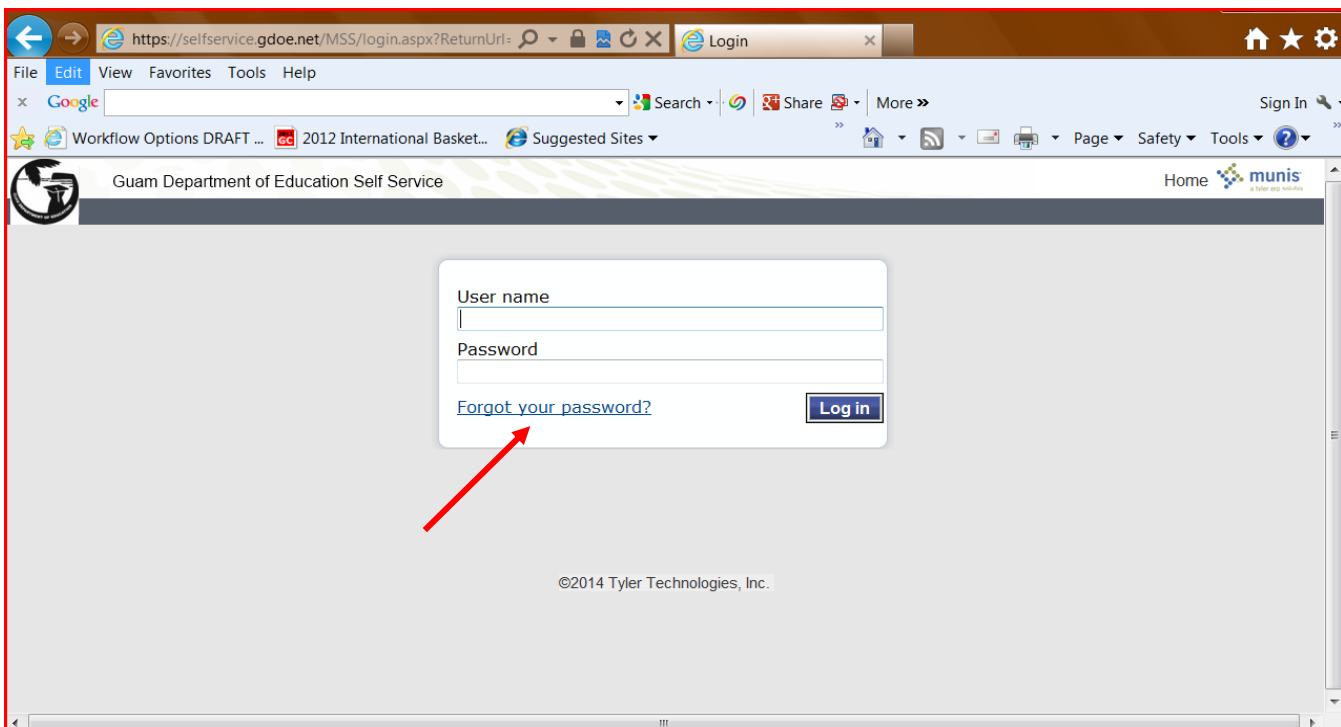 https://selfservice.gdoe.net/MSS/login.aspx?ReturnUrl= Login
File Edit View Favorites Tools Help
x Google Search Share More »
Sign In
Workflow Options DRAFT ... 2012 International Basket... Suggested Sites Page Safety Tools
Guam Department of Education Self Service
Home munis
User name
Password
Forgot your password? Log in
©2014 Tyler Technologies, Inc.